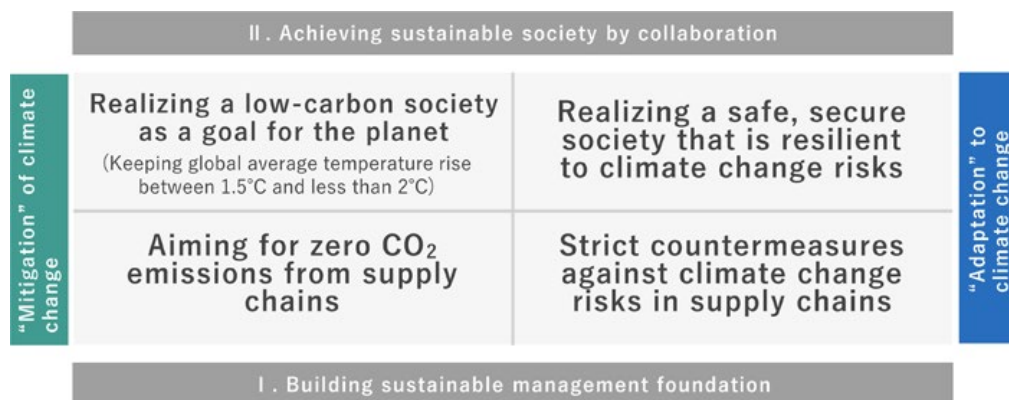 Ⅱ. Achieving sustainable society by collaboration
"Mitigation" of climate
change
Realizing a low-carbon society
as a goal for the planet
(Keeping global average temperature rise
between 1.5°C and less than 2°C)
Realizing a safe, secure
society that is resilient
to climate change risks
Aiming for zero CO₂
emissions from supply
chains
Strict countermeasures
against climate change
risks in supply chains
"Adaptation" to
climate change
Ⅰ. Building sustainable management foundation